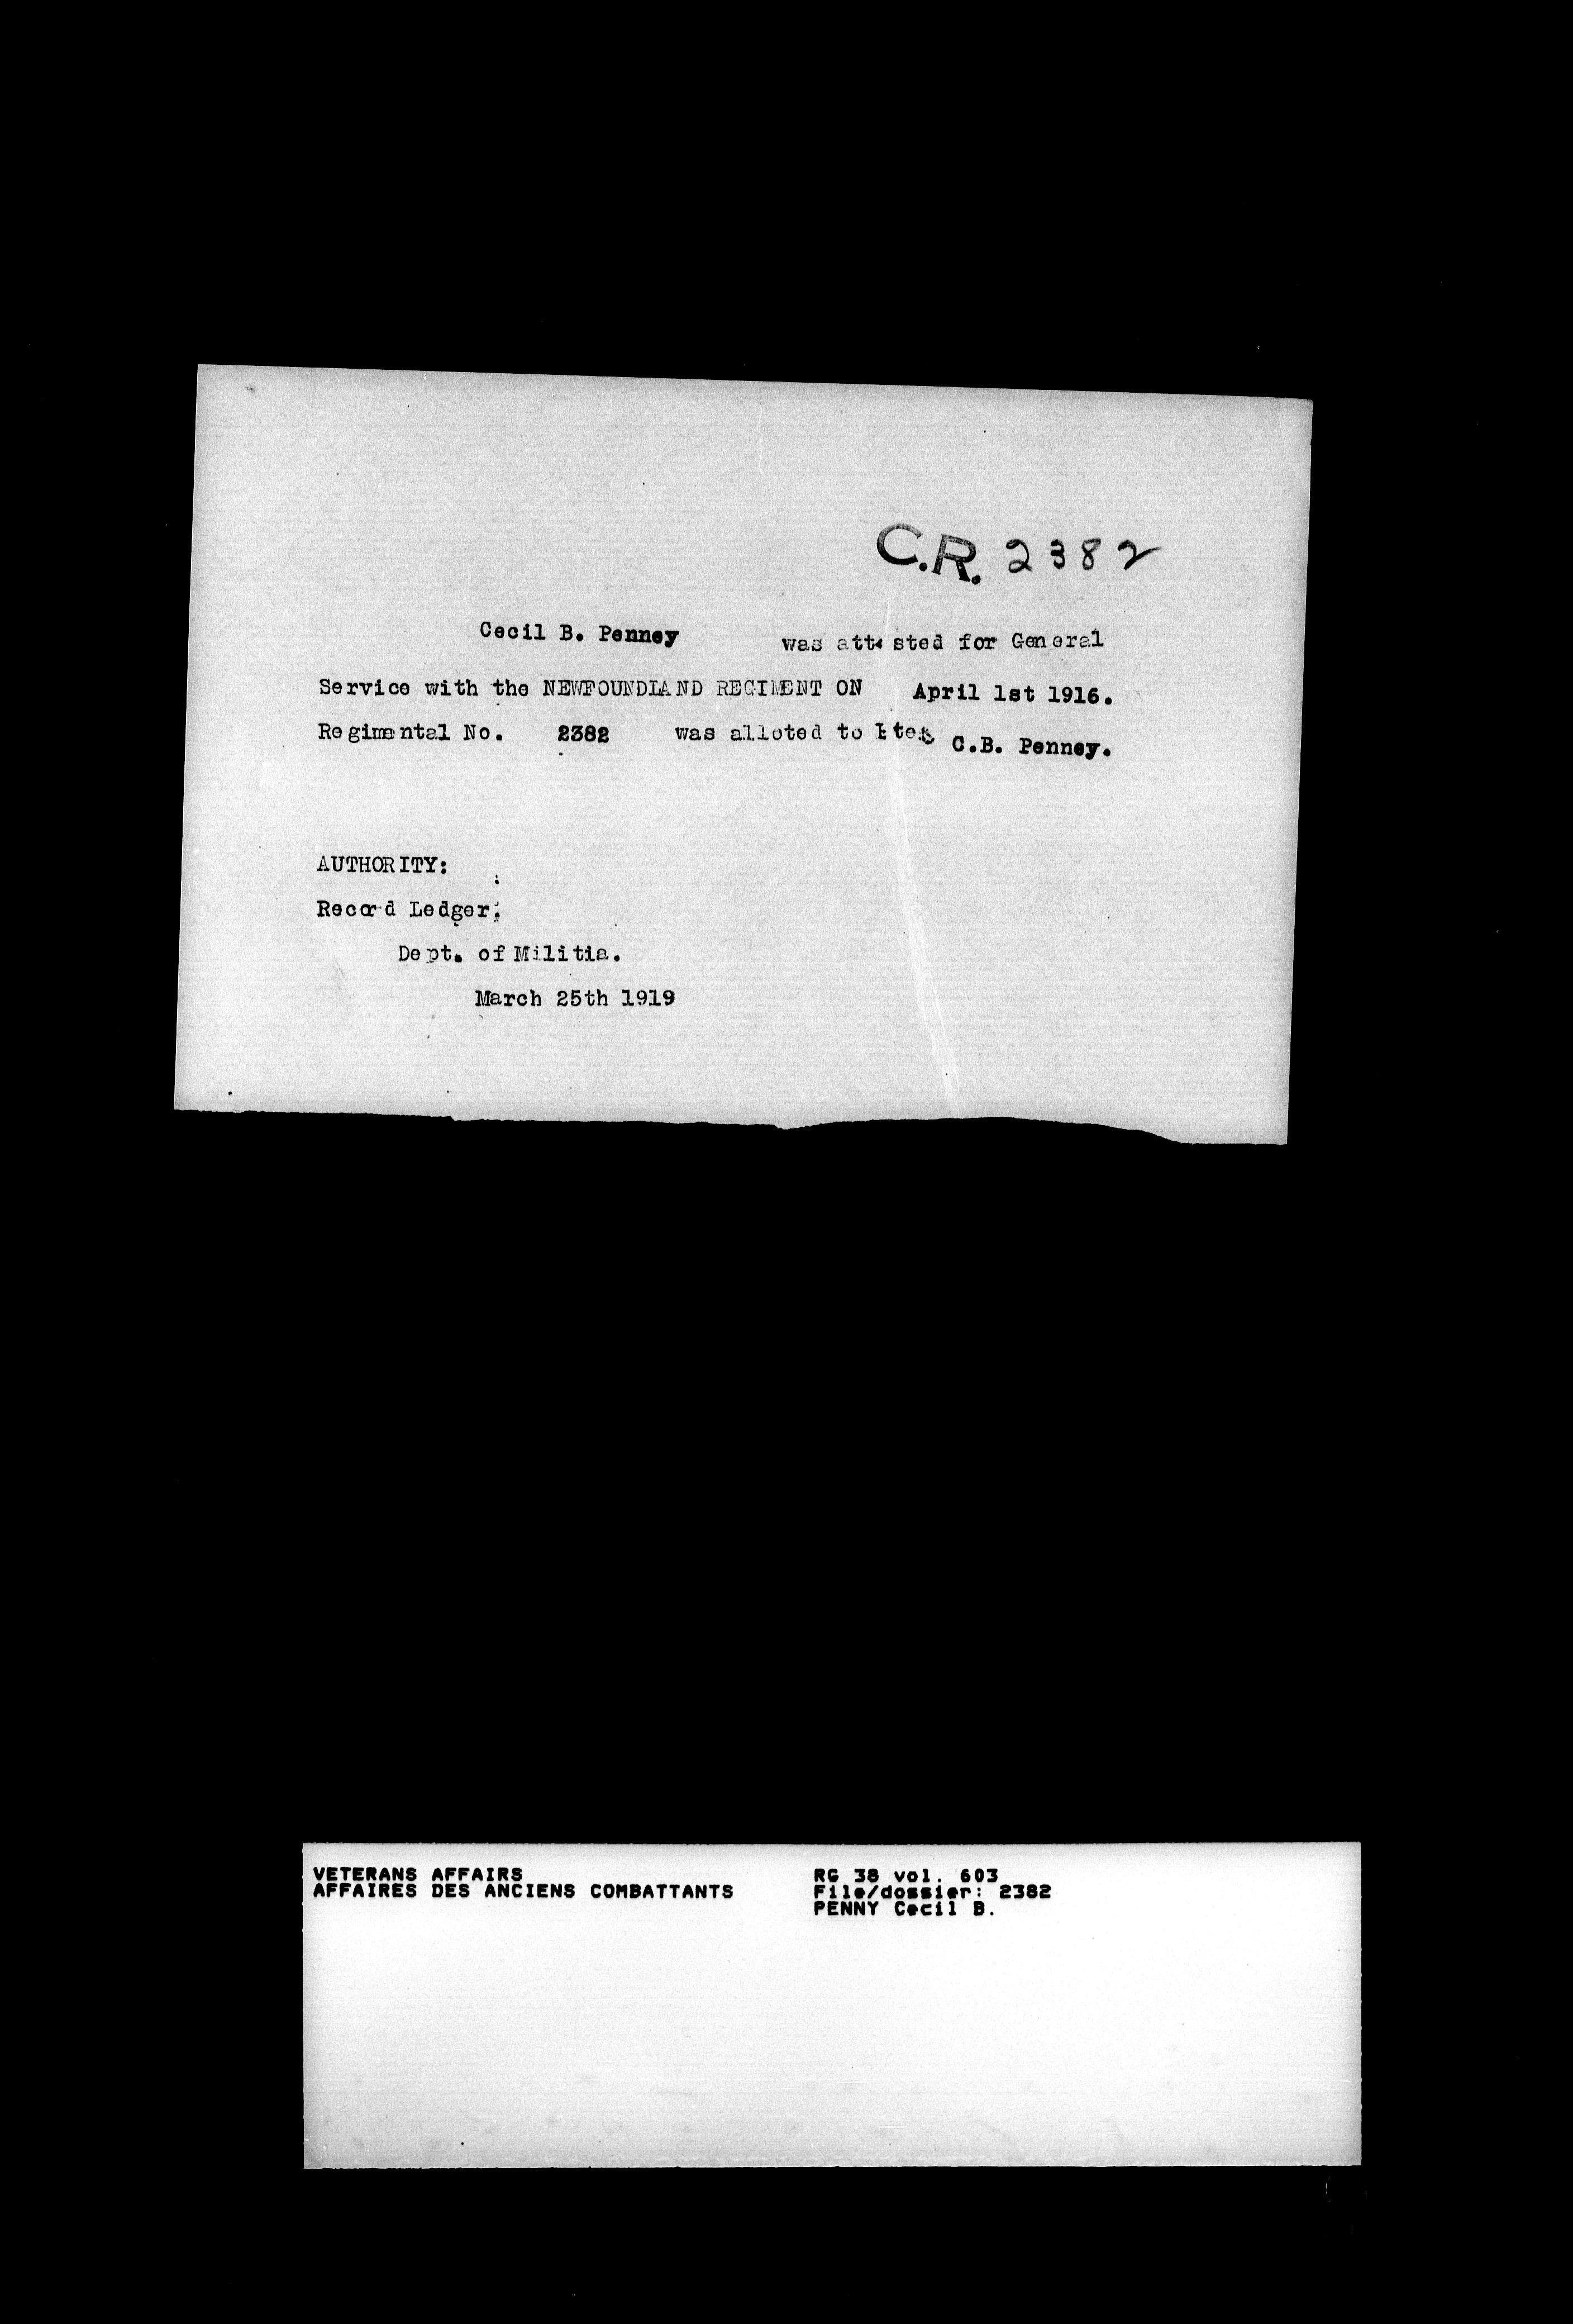 C.R. 2382
Cecil B. Penney was attested for General
Service with the NEWFOUNDLAND REGIMENT ON April 1st 1916.
Regimental No. 2382 was alloted to Pte. C.B. Penney.
AUTHORITY:
Record Ledger.
Dept. of Militia.
March 25th 1919
VETERANS AFFAIRS
AFFAIRES DES ANCIENS COMBATTANTS
RG 38 vol. 603
File/dossier: 2382
PENNY Cecil B.